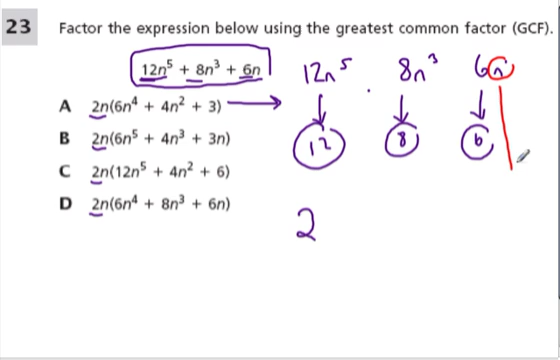 23 Factor the expression below using the greatest common factor (GCF).
12n⁵ + 8n³ + 6n
12n⁵ 8n³ 6n
A 2n(6n⁴ + 4n² + 3)
B 2n(6n⁵ + 4n³ + 3n)
12 8 6
C 2n(12n⁵ + 4n² + 6)
D 2n(6n⁴ + 8n³ + 6n)
2